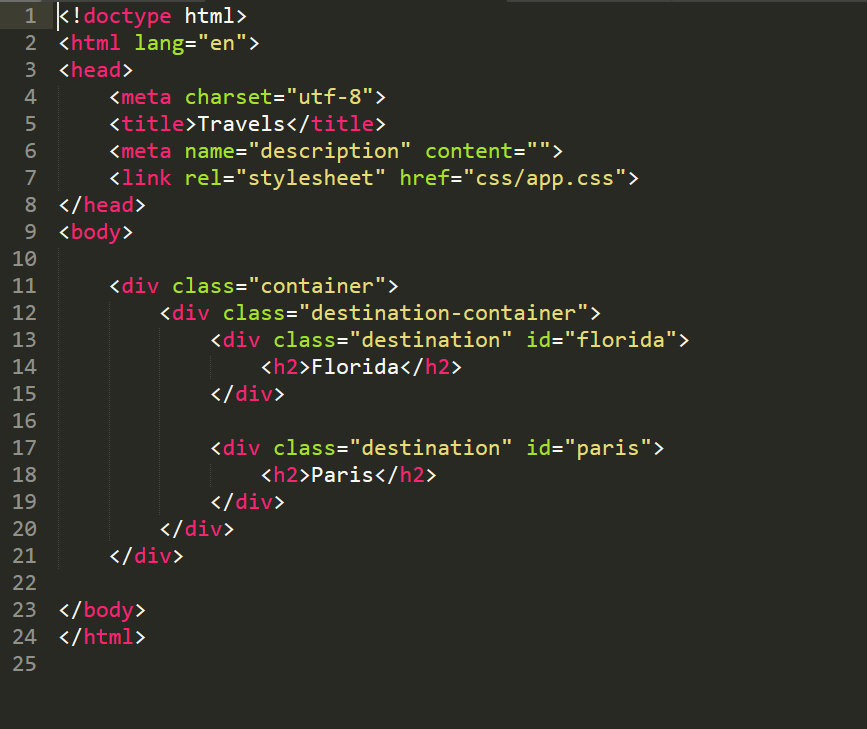 1 <!doctype html>
2 <html lang="en">
3 <head>
4     <meta charset="utf-8">
5     <title>Travels</title>
6     <meta name="description" content="">
7     <link rel="stylesheet" href="css/app.css">
8 </head>
9 <body>
10
11     <div class="container">
12         <div class="destination-container">
13             <div class="destination" id="florida">
14                 <h2>Florida</h2>
15             </div>
16
17             <div class="destination" id="paris">
18                 <h2>Paris</h2>
19             </div>
20         </div>
21     </div>
22
23 </body>
24 </html>
25